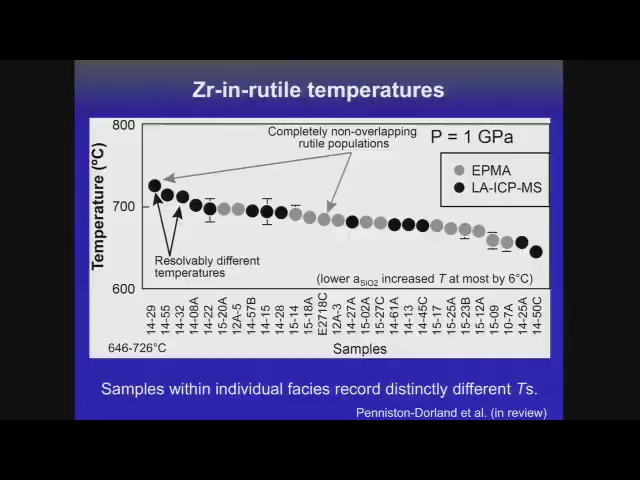 Zr-in-rutile temperatures
800
Completely non-overlapping
rutile populations
P = 1 GPa
EPMA
LA-ICP-MS
Temperature (ºC)
700
Resolvably different
temperatures
(lower aSiO2 increased T at most by 6°C)
600
14-29
14-55
14-32
14-08A
14-22
15-20A
12A-5
14-57B
14-15
14-28
15-14
15-18A
E2718C
12A-3
14-27A
15-02A
15-27C
14-61A
14-13
14-45C
15-17
15-25A
15-23B
15-12A
15-09
10-7A
14-25A
14-50C
646-726°C
Samples
Samples within individual facies record distinctly different Ts.
Penniston-Dorland et al. (in review)